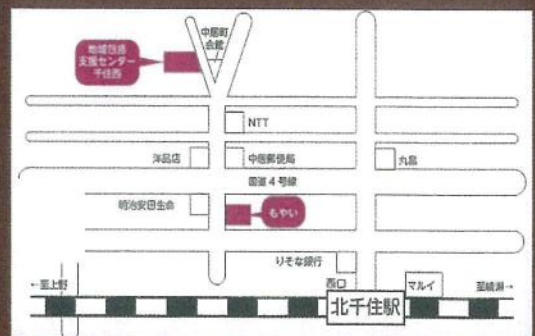 中居町
会館
地域包括
支援センター
千住西
NTT
洋品店
中居郵便局
丸畠
国道4号線
明治安田生命
もやい
りそな銀行
←至上野
西口
マルイ
至綾瀬→
北千住駅